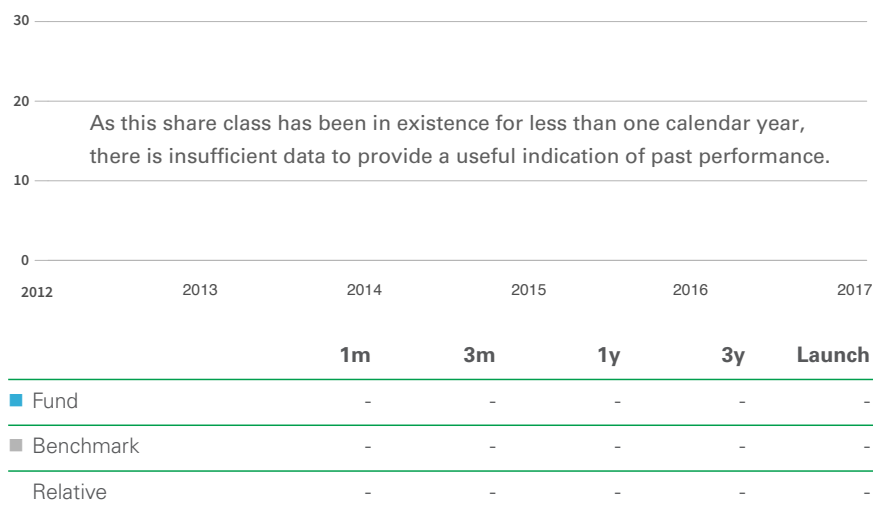 30
20
As this share class has been in existence for less than one calendar year,
there is insufficient data to provide a useful indication of past performance.
10
0
2012 2013 2014 2015 2016 2017
1m 3m 1y 3y Launch
Fund - - - - -
Benchmark - - - - -
Relative - - - - -